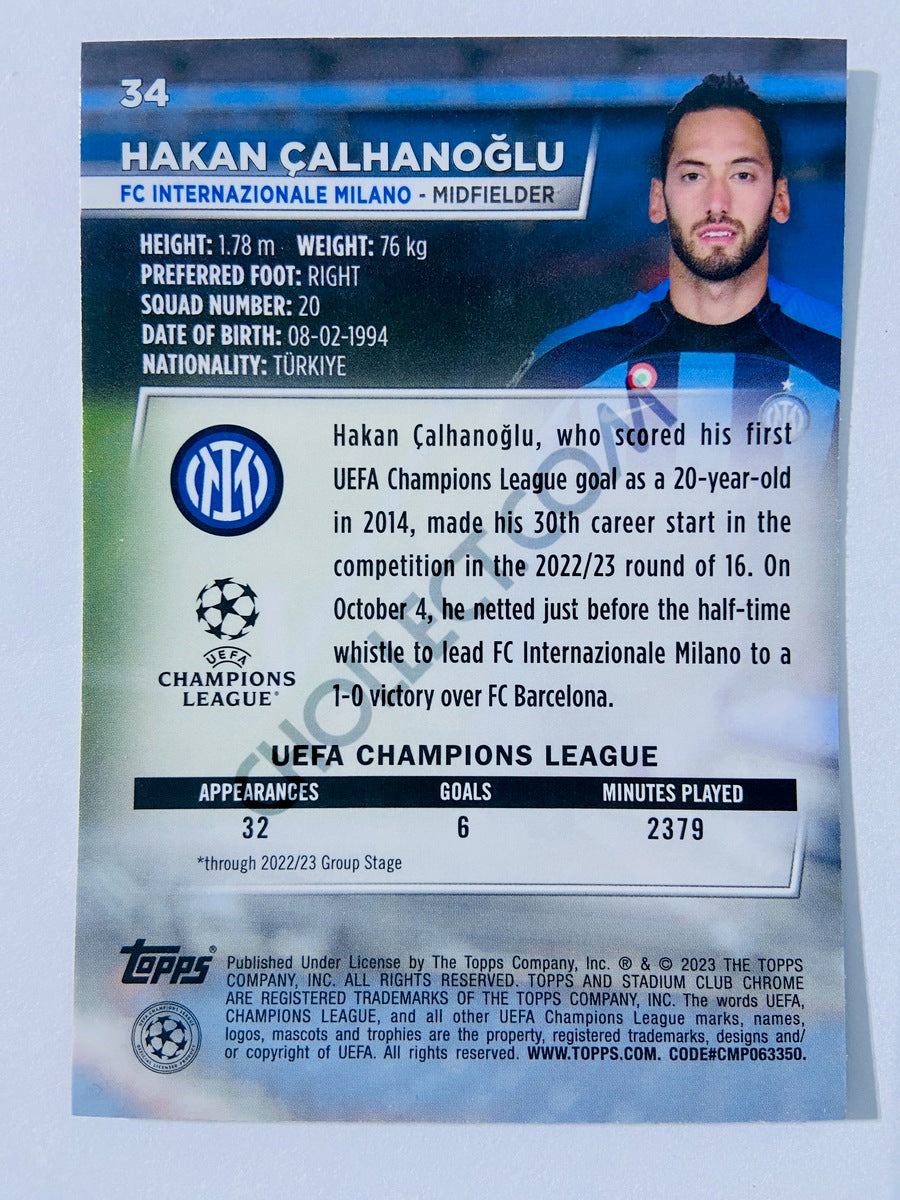 34
HAKAN ÇALHANOĞLU
FC INTERNAZIONALE MILANO - MIDFIELDER
HEIGHT: 1.78 m · WEIGHT: 76 kg
PREFERRED FOOT: RIGHT
SQUAD NUMBER: 20
DATE OF BIRTH: 08-02-1994
NATIONALITY: TÜRKIYE
Hakan Çalhanoğlu, who scored his first
UEFA Champions League goal as a 20-year-old
in 2014, made his 30th career start in the
competition in the 2022/23 round of 16. On
October 4, he netted just before the half-time
whistle to lead FC Internazionale Milano to a
1-0 victory over FC Barcelona.
UEFA
CHAMPIONS
LEAGUE®
CHOLLECT.COM
UEFA CHAMPIONS LEAGUE
APPEARANCES GOALS MINUTES PLAYED
32 6 2379
*through 2022/23 Group Stage
Topps®
Published Under License by The Topps Company, Inc. ® & © 2023 THE TOPPS
COMPANY, INC. ALL RIGHTS RESERVED. TOPPS AND STADIUM CLUB CHROME
ARE REGISTERED TRADEMARKS OF THE TOPPS COMPANY, INC. The words UEFA,
CHAMPIONS LEAGUE, and all other UEFA Champions League marks, names,
logos, mascots and trophies are the property, registered trademarks, designs and/
or copyright of UEFA. All rights reserved. WWW.TOPPS.COM. CODE#CMP063350.